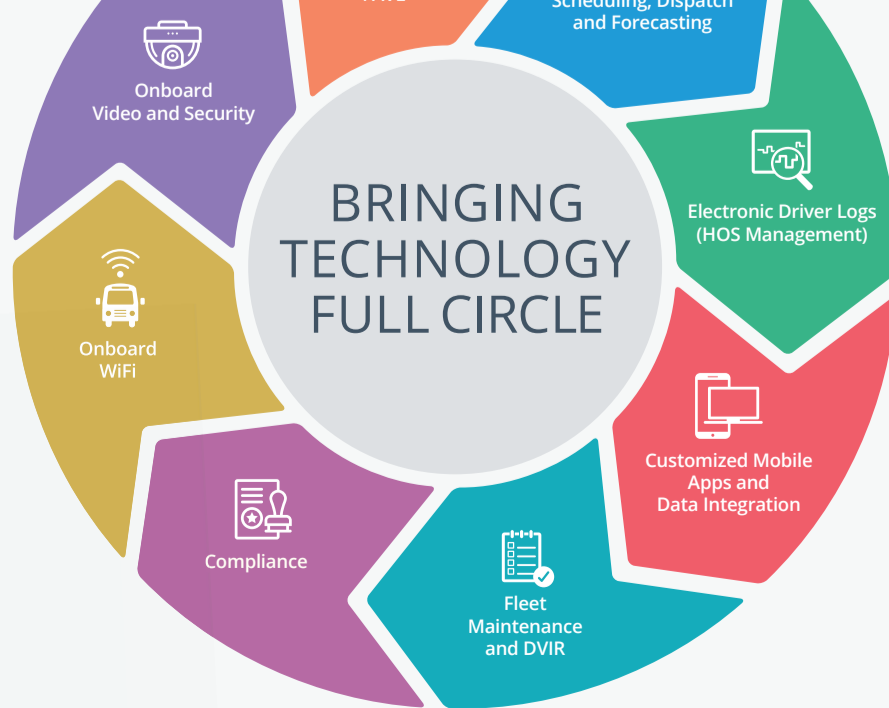 Scheduling, Dispatch
and Forecasting
Onboard
Video and Security
BRINGING
TECHNOLOGY
FULL CIRCLE
Electronic Driver Logs
(HOS Management)
Onboard
WiFi
Customized Mobile
Apps and
Data Integration
Compliance
Fleet
Maintenance
and DVIR